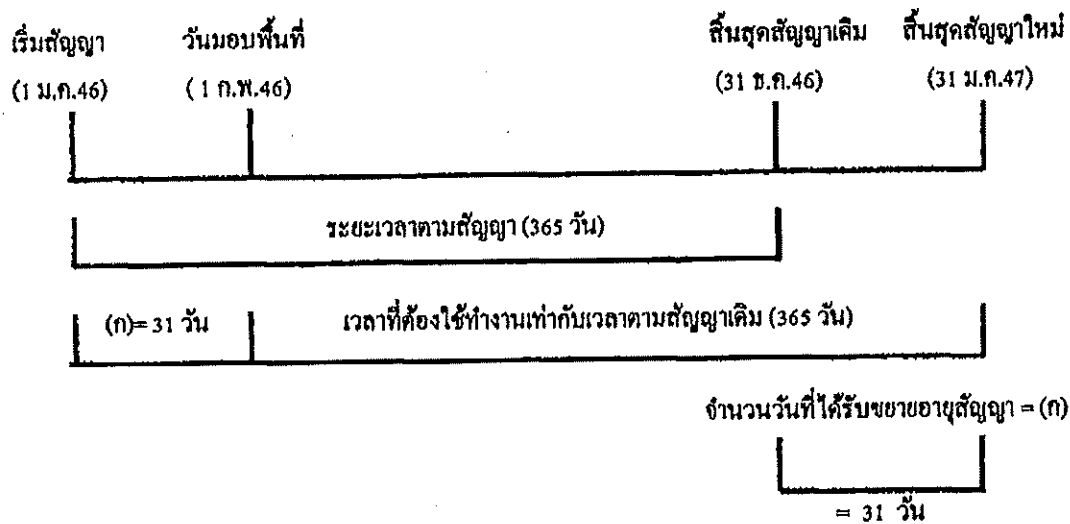 เริ่มสัญญา วันมอบพื้นที่ สิ้นสุดสัญญาเดิม สิ้นสุดสัญญาใหม่
(1 ม.ค.46) ( 1 ก.พ.46) (31 ธ.ค.46) (31 ม.ค.47)
ระยะเวลาตามสัญญา (365 วัน)
(ก)= 31 วัน เวลาที่ต้องใช้ทำงานเท่ากับเวลาตามสัญญาเดิม (365 วัน)
จำนวนวันที่ได้รับขยายอายุสัญญา = (ก)
= 31 วัน